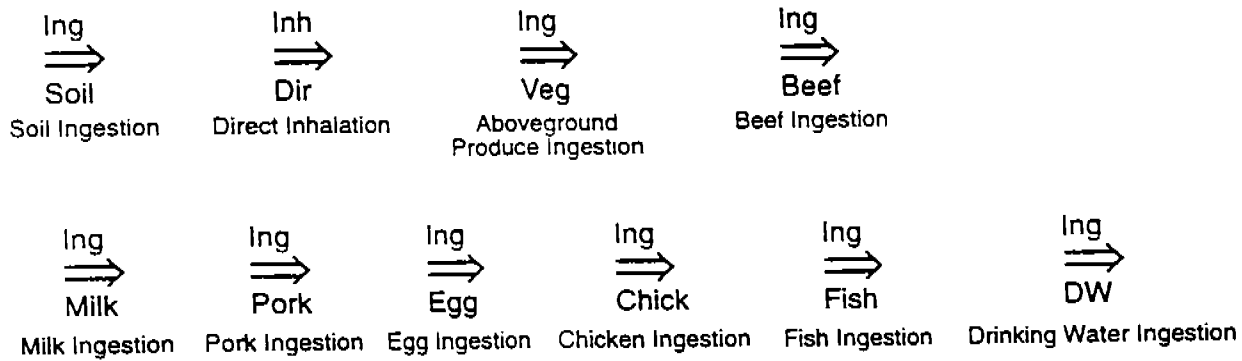 Ing Inh Ing Ing
Soil Dir Veg Beef
Soil Ingestion Direct Inhalation Aboveground Beef Ingestion
Produce Ingestion
Ing Ing Ing Ing Ing Ing
Milk Pork Egg Chick Fish DW
Milk Ingestion Pork Ingestion Egg Ingestion Chicken Ingestion Fish Ingestion Drinking Water Ingestion